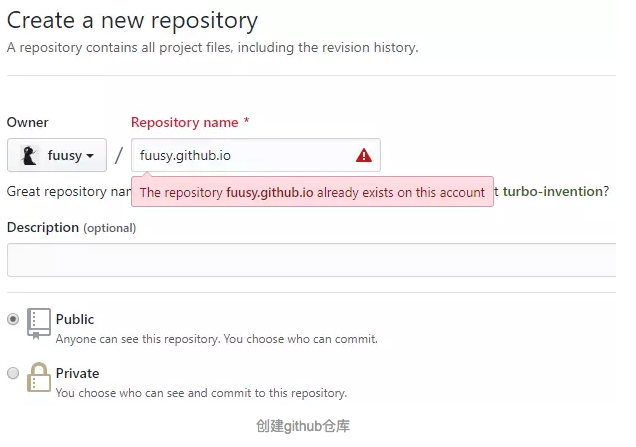 Create a new repository
A repository contains all project files, including the revision history.
Owner
Repository name *
fuusy
/
fuusy.github.io
The repository fuusy.github.io already exists on this account
Great repository nam
t turbo-invention?
Description (optional)
Public
Anyone can see this repository. You choose who can commit.
Private
You choose who can see and commit to this repository.
创建github仓库